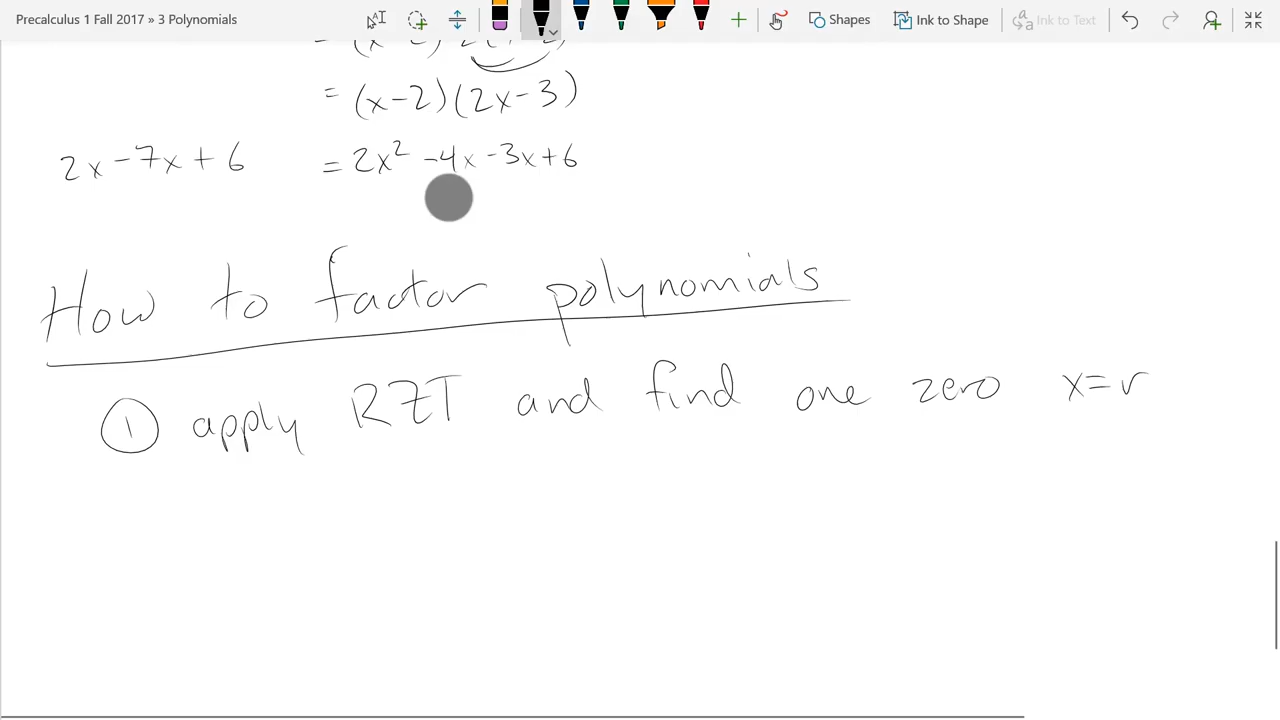 Precalculus 1 Fall 2017 » 3 Polynomials
Shapes
Ink to Shape
Ink to Text
= (x-2)(2x-3)
2x-7x+6 = 2x² -4x -3x+6
How to factor polynomials
① apply RZT and find one zero x=r